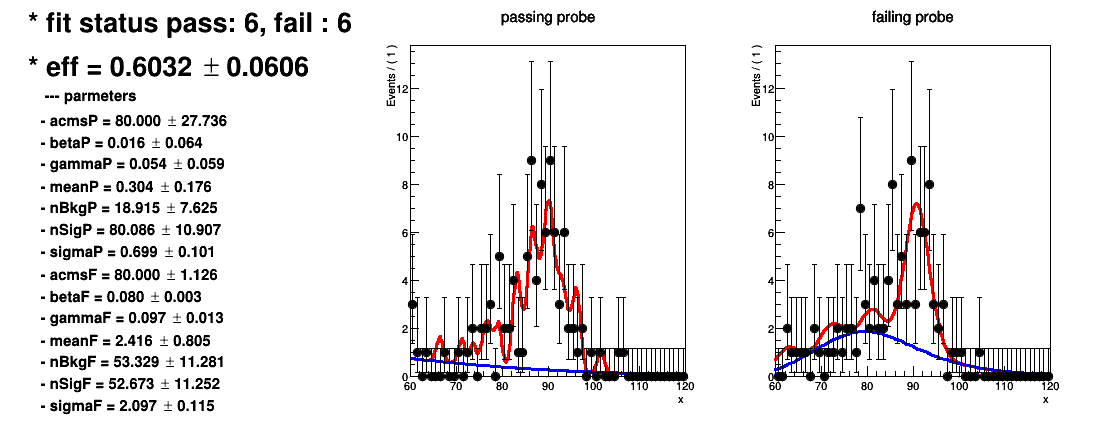 * fit status pass: 6, fail : 6
* eff = 0.6032 ± 0.0606
--- parmeters
- acmsP = 80.000 ± 27.736
- betaP = 0.016 ± 0.064
- gammaP = 0.054 ± 0.059
- meanP = 0.304 ± 0.176
- nBkgP = 18.915 ± 7.625
- nSigP = 80.086 ± 10.907
- sigmaP = 0.699 ± 0.101
- acmsF = 80.000 ± 1.126
- betaF = 0.080 ± 0.003
- gammaF = 0.097 ± 0.013
- meanF = 2.416 ± 0.805
- nBkgF = 53.329 ± 11.281
- nSigF = 52.673 ± 11.252
- sigmaF = 2.097 ± 0.115
passing probe
Events / ( 1 )
12
10
8
6
4
2
0
60 70 80 90 100 110 120
x
failing probe
Events / ( 1 )
12
10
8
6
4
2
0
60 70 80 90 100 110 120
x